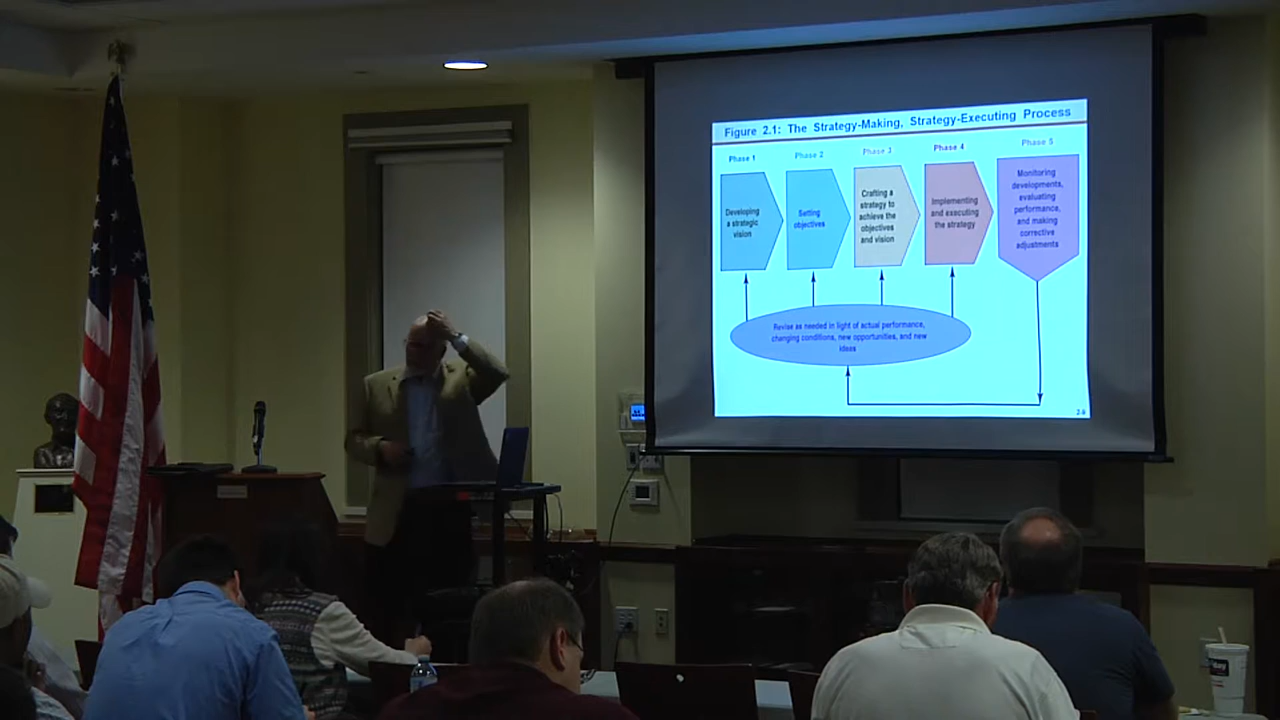 Figure 2.1: The Strategy-Making, Strategy-Executing Process
Phase 1
Phase 2
Phase 3
Phase 4
Phase 5
Developing
a strategic
vision
Setting
objectives
Crafting a
strategy to
achieve the
objectives
and vision
Implementing
and executing
the strategy
Monitoring
developments,
evaluating
performance,
and making
corrective
adjustments
Revise as needed in light of actual performance,
changing conditions, new opportunities, and new
ideas